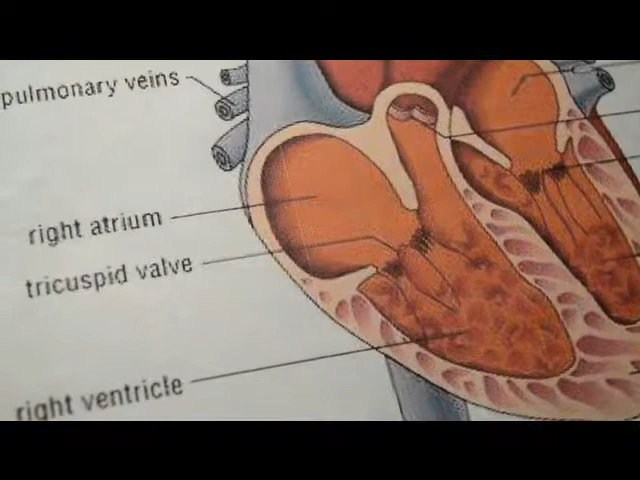 pulmonary veins
right atrium
tricuspid valve
right ventricle